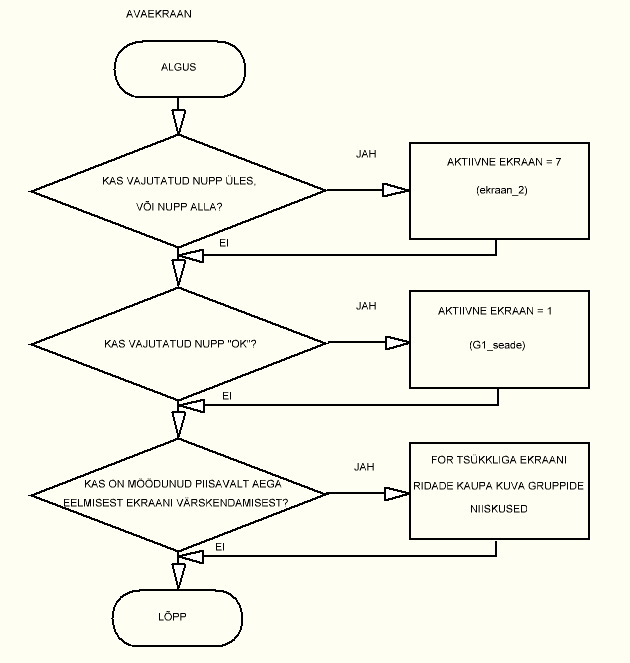 AVAEKRAAN
ALGUS
KAS VAJUTATUD NUPP ÜLES,
VÕI NUPP ALLA?
JAH
AKTIIVNE EKRAAN = 7
(ekraan_2)
EI
KAS VAJUTATUD NUPP "OK"?
JAH
AKTIIVNE EKRAAN = 1
(G1_seade)
EI
KAS ON MÖÖDUNUD PIISAVALT AEGA
EELMISEST EKRAANI VÄRSKENDAMISEST?
JAH
FOR TSÜKKLIGA EKRAANI
RIDADE KAUPA KUVA GRUPPIDE
NIISKUSED
EI
LÕPP